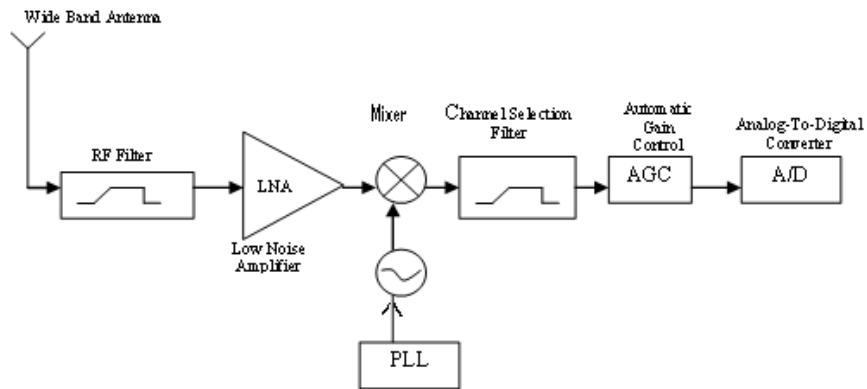 Wide Band Antenna
RF Filter
LNA
Low Noise
Amplifier
Mixer
Channel Selection
Filter
Automatic
Gain
Control
AGC
Analog-To-Digital
Converter
A/D
PLL